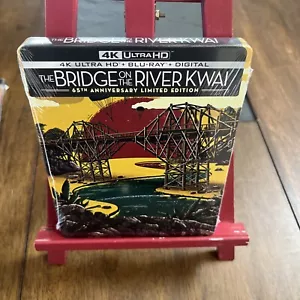 4K ULTRA HD
4K ULTRA HD + BLU-RAY + DIGITAL
THE BRIDGE ON THE RIVER KWAI
65TH ANNIVERSARY LIMITED EDITION